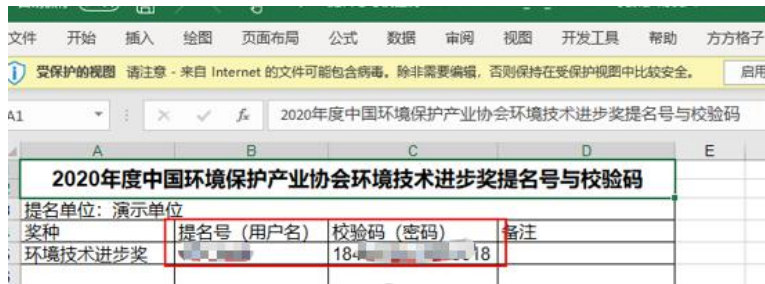 文件 开始 插入 绘图 页面布局 公式 数据 审阅 视图 开发工具 帮助 方方格子
受保护的视图 请注意 - 来自 Internet 的文件可能包含病毒。除非需要编辑，否则保持在受保护视图中比较安全。 启用
A1 fx 2020年度中国环境保护产业协会环境技术进步奖提名号与校验码
A B C D E
2020年度中国环境保护产业协会环境技术进步奖提名号与校验码
提名单位：演示单位
奖种 提名号（用户名） 校验码（密码） 备注
环境技术进步奖 184 18